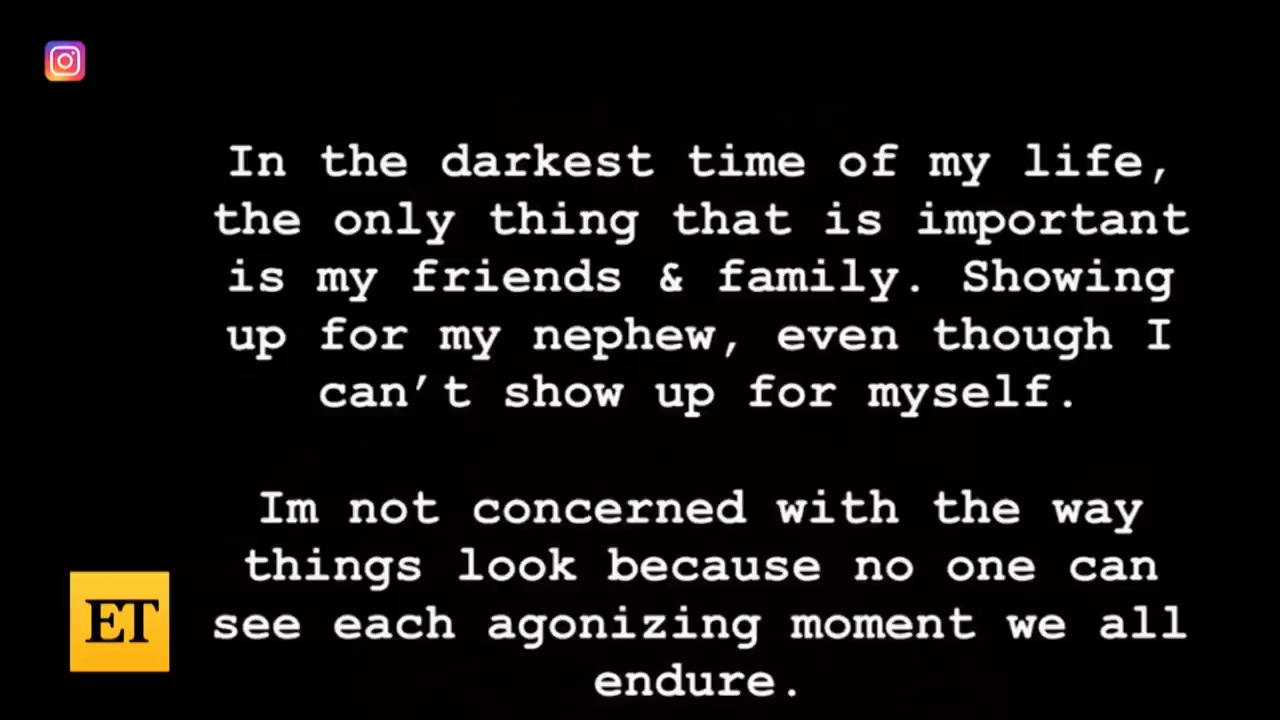 In the darkest time of my life,
the only thing that is important
is my friends & family. Showing
up for my nephew, even though I
can’t show up for myself.
Im not concerned with the way
things look because no one can
see each agonizing moment we all
endure.
ET